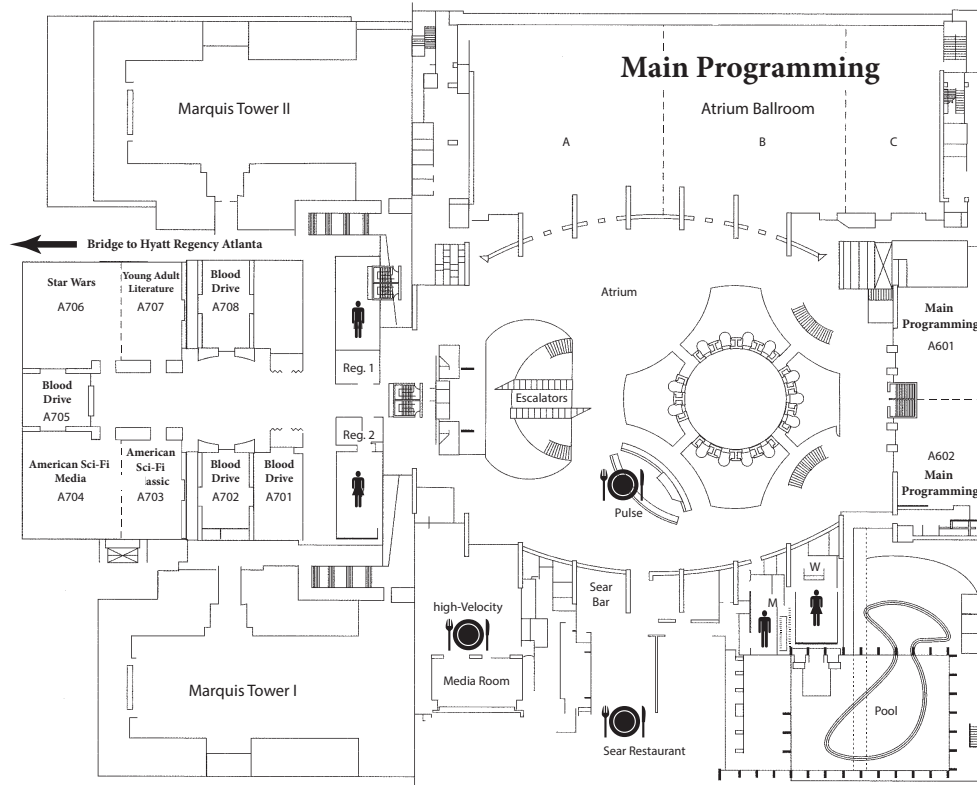 Main Programming
Marquis Tower II
Atrium Ballroom
A
B
C
Bridge to Hyatt Regency Atlanta
Star Wars
A706
Young Adult
Literature
A707
Blood
Drive
A708
Atrium
Main
Programming
A601
Reg. 1
Blood
Drive
A705
Escalators
Reg. 2
American Sci-Fi
Media
A704
American
Sci-Fi
assic
A703
Blood
Drive
A702
Blood
Drive
A701
A602
Main
Programming
Pulse
W
M
Sear
Bar
high-Velocity
Media Room
Marquis Tower I
Pool
Sear Restaurant